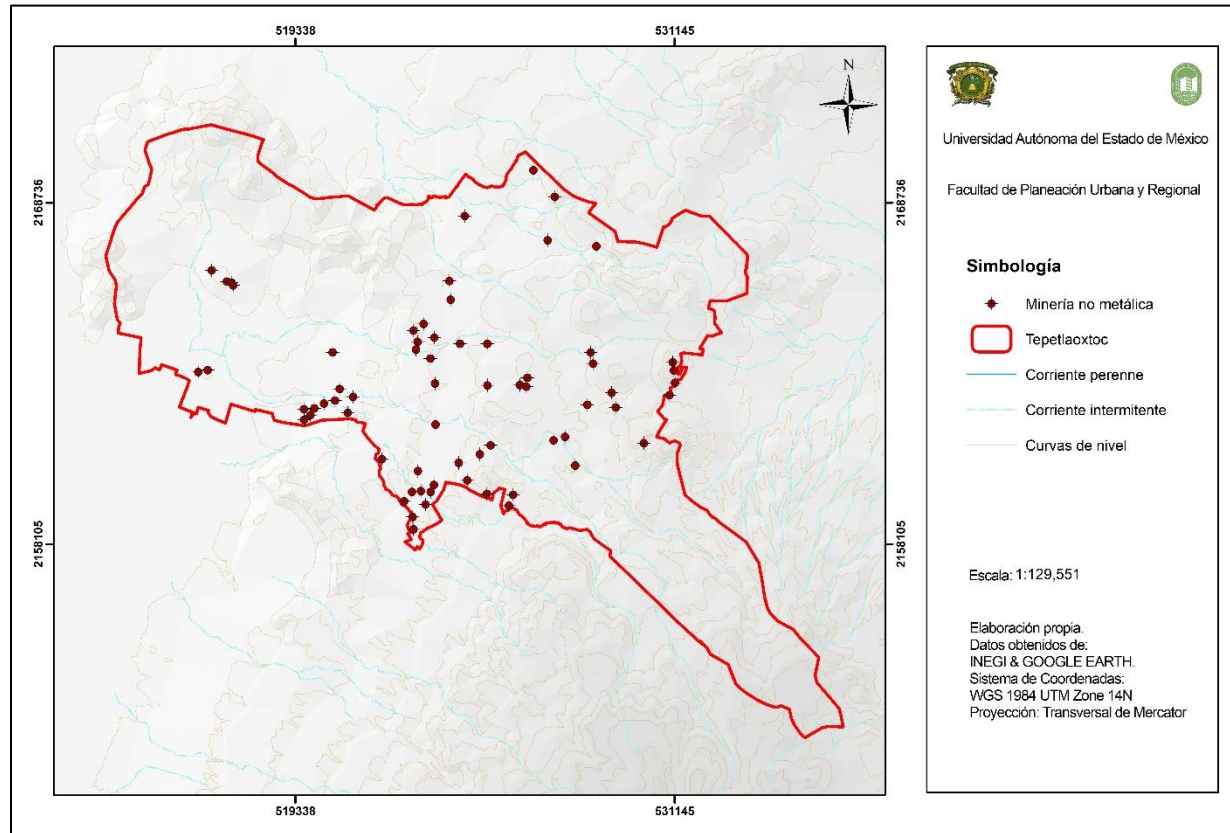 519338
531145
N
2168736
2168736
2158105
2158105
519338
531145
Universidad Autónoma del Estado de México
Facultad de Planeación Urbana y Regional
Simbología
Minería no metálica
Tepetlaoxtoc
Corriente perenne
Corriente intermitente
Curvas de nivel
Escala: 1:129,551
Elaboración propia.
Datos obtenidos de:
INEGI & GOOGLE EARTH.
Sistema de Coordenadas:
WGS 1984 UTM Zone 14N
Proyección: Transversal de Mercator